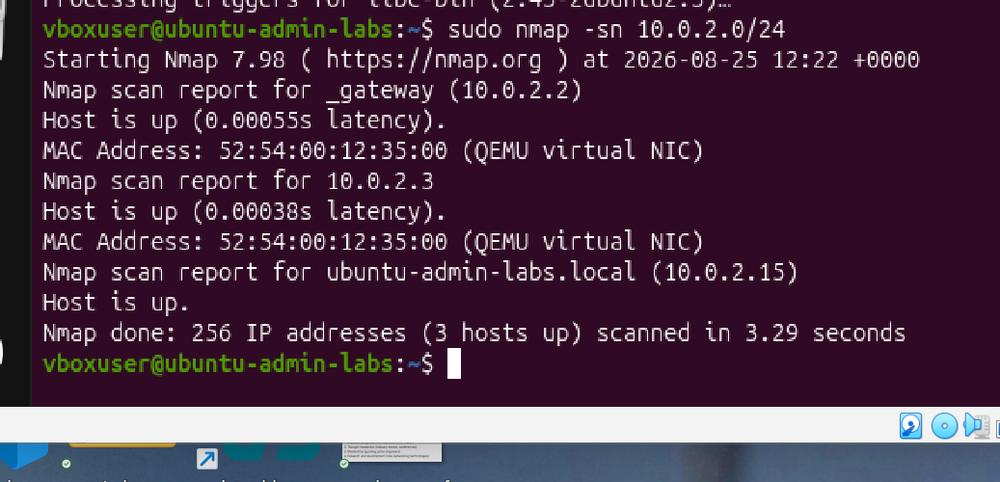 Processing triggers for libc-bin (2.43-2ubuntu2.3)…
vboxuser@ubuntu-admin-labs:~$ sudo nmap -sn 10.0.2.0/24
Starting Nmap 7.98 ( https://nmap.org ) at 2026-08-25 12:22 +0000
Nmap scan report for _gateway (10.0.2.2)
Host is up (0.00055s latency).
MAC Address: 52:54:00:12:35:00 (QEMU virtual NIC)
Nmap scan report for 10.0.2.3
Host is up (0.00038s latency).
MAC Address: 52:54:00:12:35:00 (QEMU virtual NIC)
Nmap scan report for ubuntu-admin-labs.local (10.0.2.15)
Host is up.
Nmap done: 256 IP addresses (3 hosts up) scanned in 3.29 seconds
vboxuser@ubuntu-admin-labs:~$